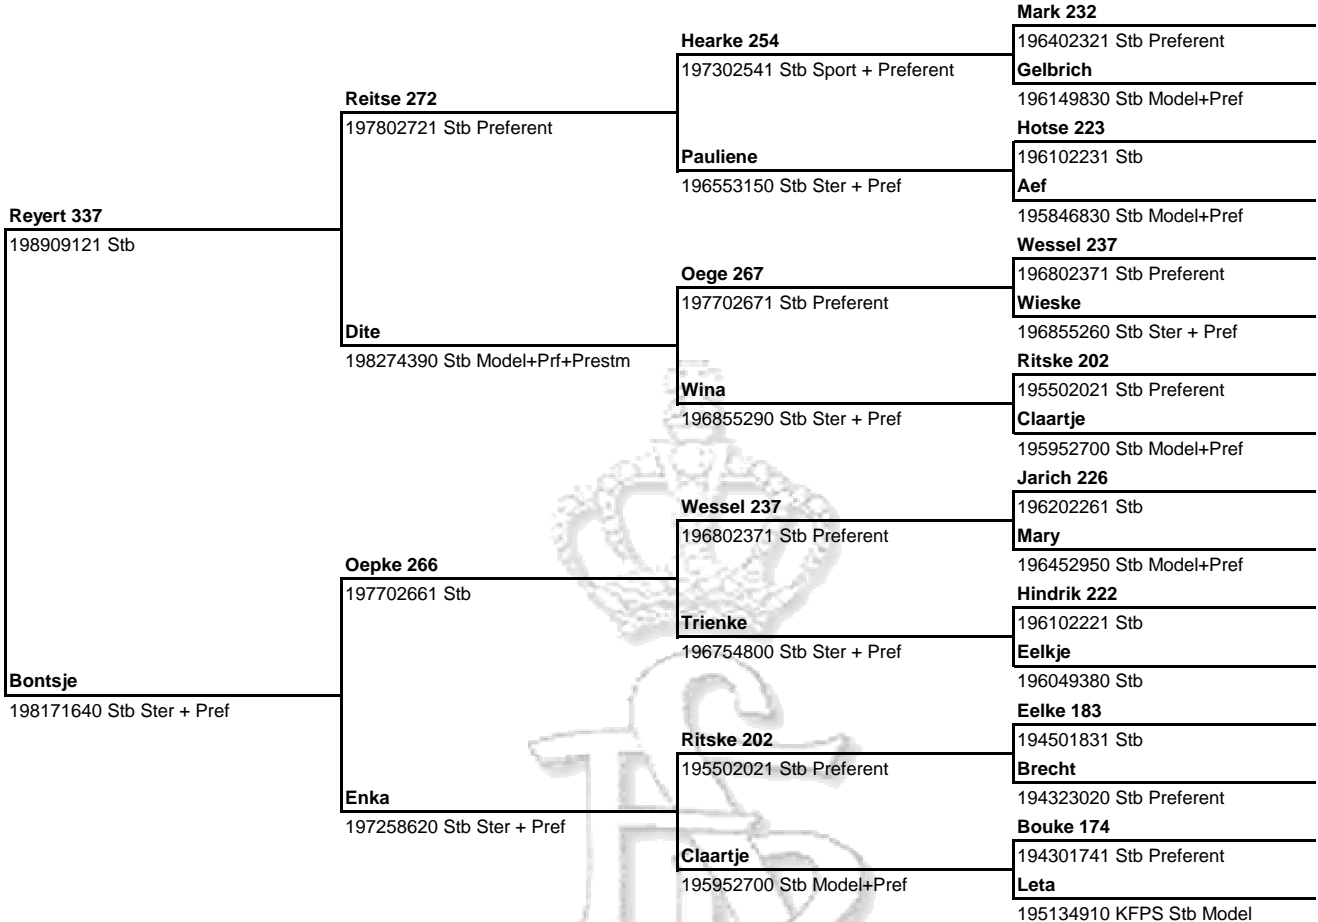 Mark 232
Hearke 254
196402321 Stb Preferent
197302541 Stb Sport + Preferent
Gelbrich
Reitse 272
196149830 Stb Model+Pref
197802721 Stb Preferent
Hotse 223
Pauliene
196102231 Stb
196553150 Stb Ster + Pref
Aef
Reyert 337
195846830 Stb Model+Pref
198909121 Stb
Wessel 237
Oege 267
196802371 Stb Preferent
197702671 Stb Preferent
Wieske
Dite
196855260 Stb Ster + Pref
198274390 Stb Model+Prf+Prestm
Ritske 202
Wina
195502021 Stb Preferent
196855290 Stb Ster + Pref
Claartje
195952700 Stb Model+Pref
Jarich 226
Wessel 237
196202261 Stb
196802371 Stb Preferent
Mary
Oepke 266
196452950 Stb Model+Pref
197702661 Stb
Hindrik 222
Trienke
196102221 Stb
196754800 Stb Ster + Pref
Eelkje
Bontsje
196049380 Stb
198171640 Stb Ster + Pref
Eelke 183
Ritske 202
194501831 Stb
195502021 Stb Preferent
Brecht
Enka
194323020 Stb Preferent
197258620 Stb Ster + Pref
Bouke 174
Claartje
194301741 Stb Preferent
195952700 Stb Model+Pref
Leta
195134910 KFPS Stb Model